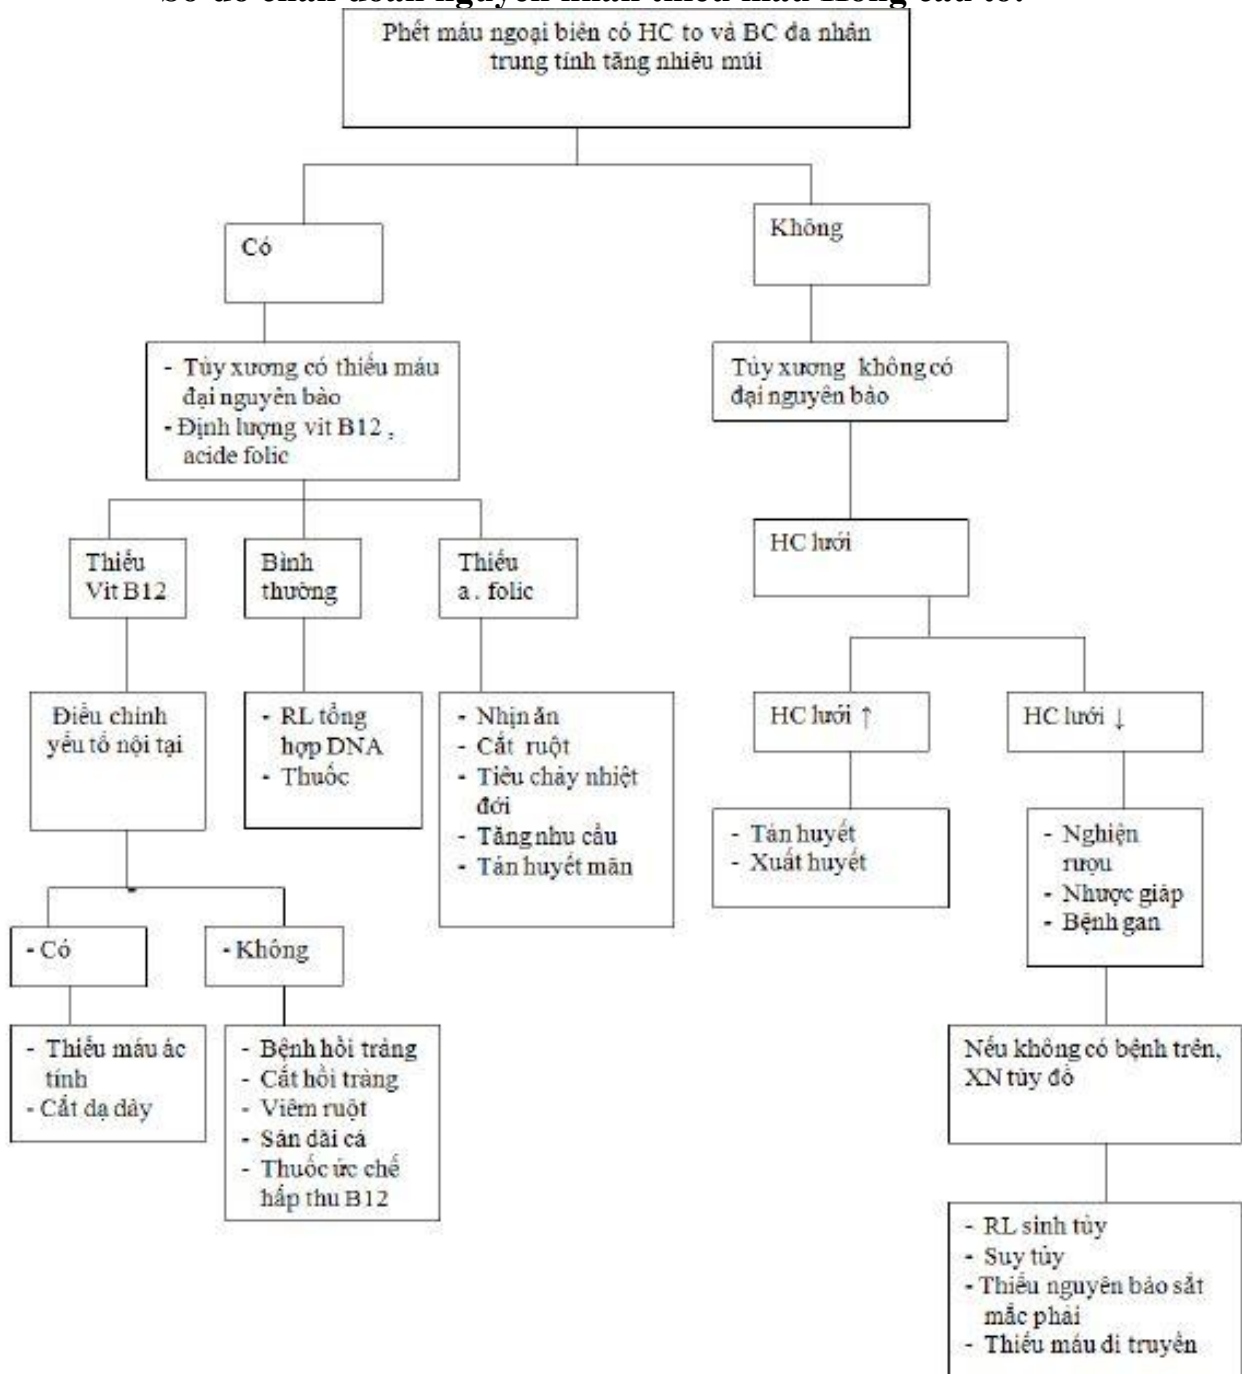 Phết máu ngoại biên có HC to và BC đa nhân
trung tính tăng nhiều múi
Có
Không
- Tủy xương có thiếu máu
đại nguyên bào
- Định lượng vit B12 ,
acide folic
Tủy xương không có
đại nguyên bào
HC lưới
Thiếu
Vit B12
Bình
thường
Thiếu
a . folic
Điều chỉnh
yếu tố nội tại
- RL tổng
hợp DNA
- Thuốc
- Nhịn ăn
- Cắt ruột
- Tiêu chảy nhiệt
đới
- Tăng nhu cầu
- Tán huyết mãn
HC lưới ↑
HC lưới ↓
- Tán huyết
- Xuất huyết
- Nghiện
rượu
- Nhược giáp
- Bệnh gan
- Có
- Không
- Thiếu máu ác
tính
- Cắt dạ dày
- Bệnh hồi tràng
- Cắt hồi tràng
- Viêm ruột
- Sán dãi cá
- Thuốc ức chế
hấp thu B12
Nếu không có bệnh trên,
XN tủy đồ
- RL sinh tủy
- Suy tủy
- Thiếu nguyên bào sắt
mắc phải
- Thiếu máu di truyền